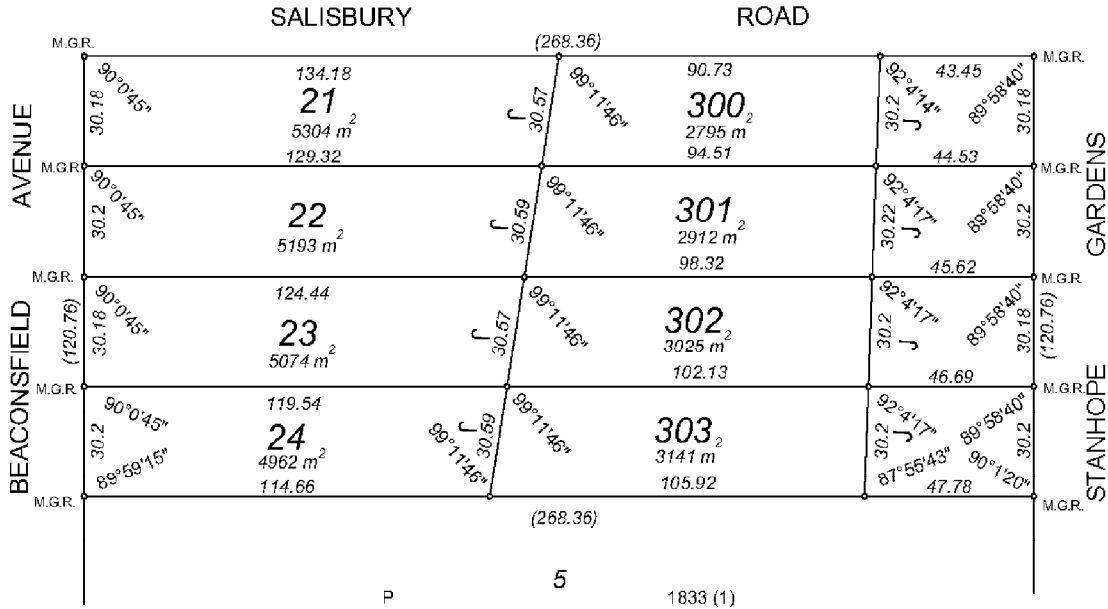 SALISBURY ROAD
(268.36)
M.G.R. M.G.R.
134.18 90.73 43.45
90°0'45" 30.18 21 5304 m² 30.57 99°11'46" 300 2795 m² 92°4'14" 30.2 89°58'40" 30.18
129.32 94.51 44.53
M.G.R. M.G.R.
90°0'45" 30.2 22 5193 m² 30.59 99°11'46" 301 2912 m² 92°4'17" 30.22 89°58'40" 30.2
98.32 45.62
M.G.R. M.G.R.
124.44
90°0'45" 30.18 23 5074 m² 30.57 99°11'46" 302 3025 m² 92°4'17" 30.2 89°58'40" 30.18
(120.76) (120.76)
102.13 46.69
M.G.R. M.G.R.
119.54
90°0'45" 30.2 24 4962 m² 99°11'46" 30.59 99°11'46" 303 3141 m² 92°4'17" 30.2 89°58'40" 30.2
89°59'15" 87°55'43" 90°1'20"
114.66 105.92 47.78
M.G.R. M.G.R.
(268.36)
5
P 1833 (1)
BEACONSFIELD AVENUE
STANHOPE GARDENS